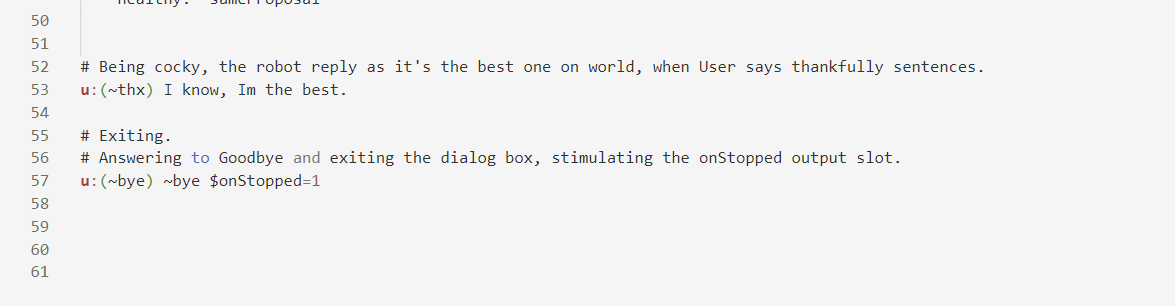 50
51
52 # Being cocky, the robot reply as it's the best one on world, when User says thankfully sentences.
53 u:(~thx) I know, Im the best.
54
55 # Exiting.
56 # Answering to Goodbye and exiting the dialog box, stimulating the onStopped output slot.
57 u:(~bye) ~bye $onStopped=1
58
59
60
61